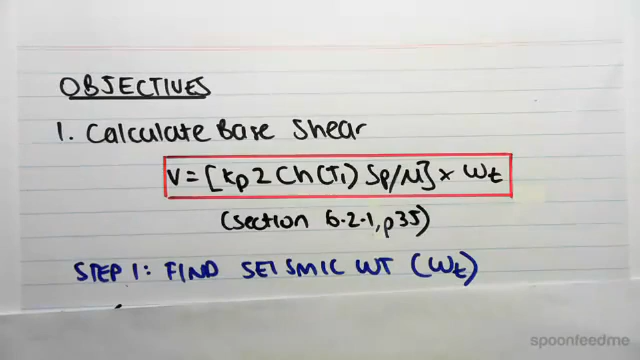 OBJECTIVES
1. Calculate Base Shear
V = [Kp Z Ch(T1) Sp/M] x Wt
(section 6.2.1, p35)
STEP 1: FIND SEISMIC WT (Wt)
spoonfeedme